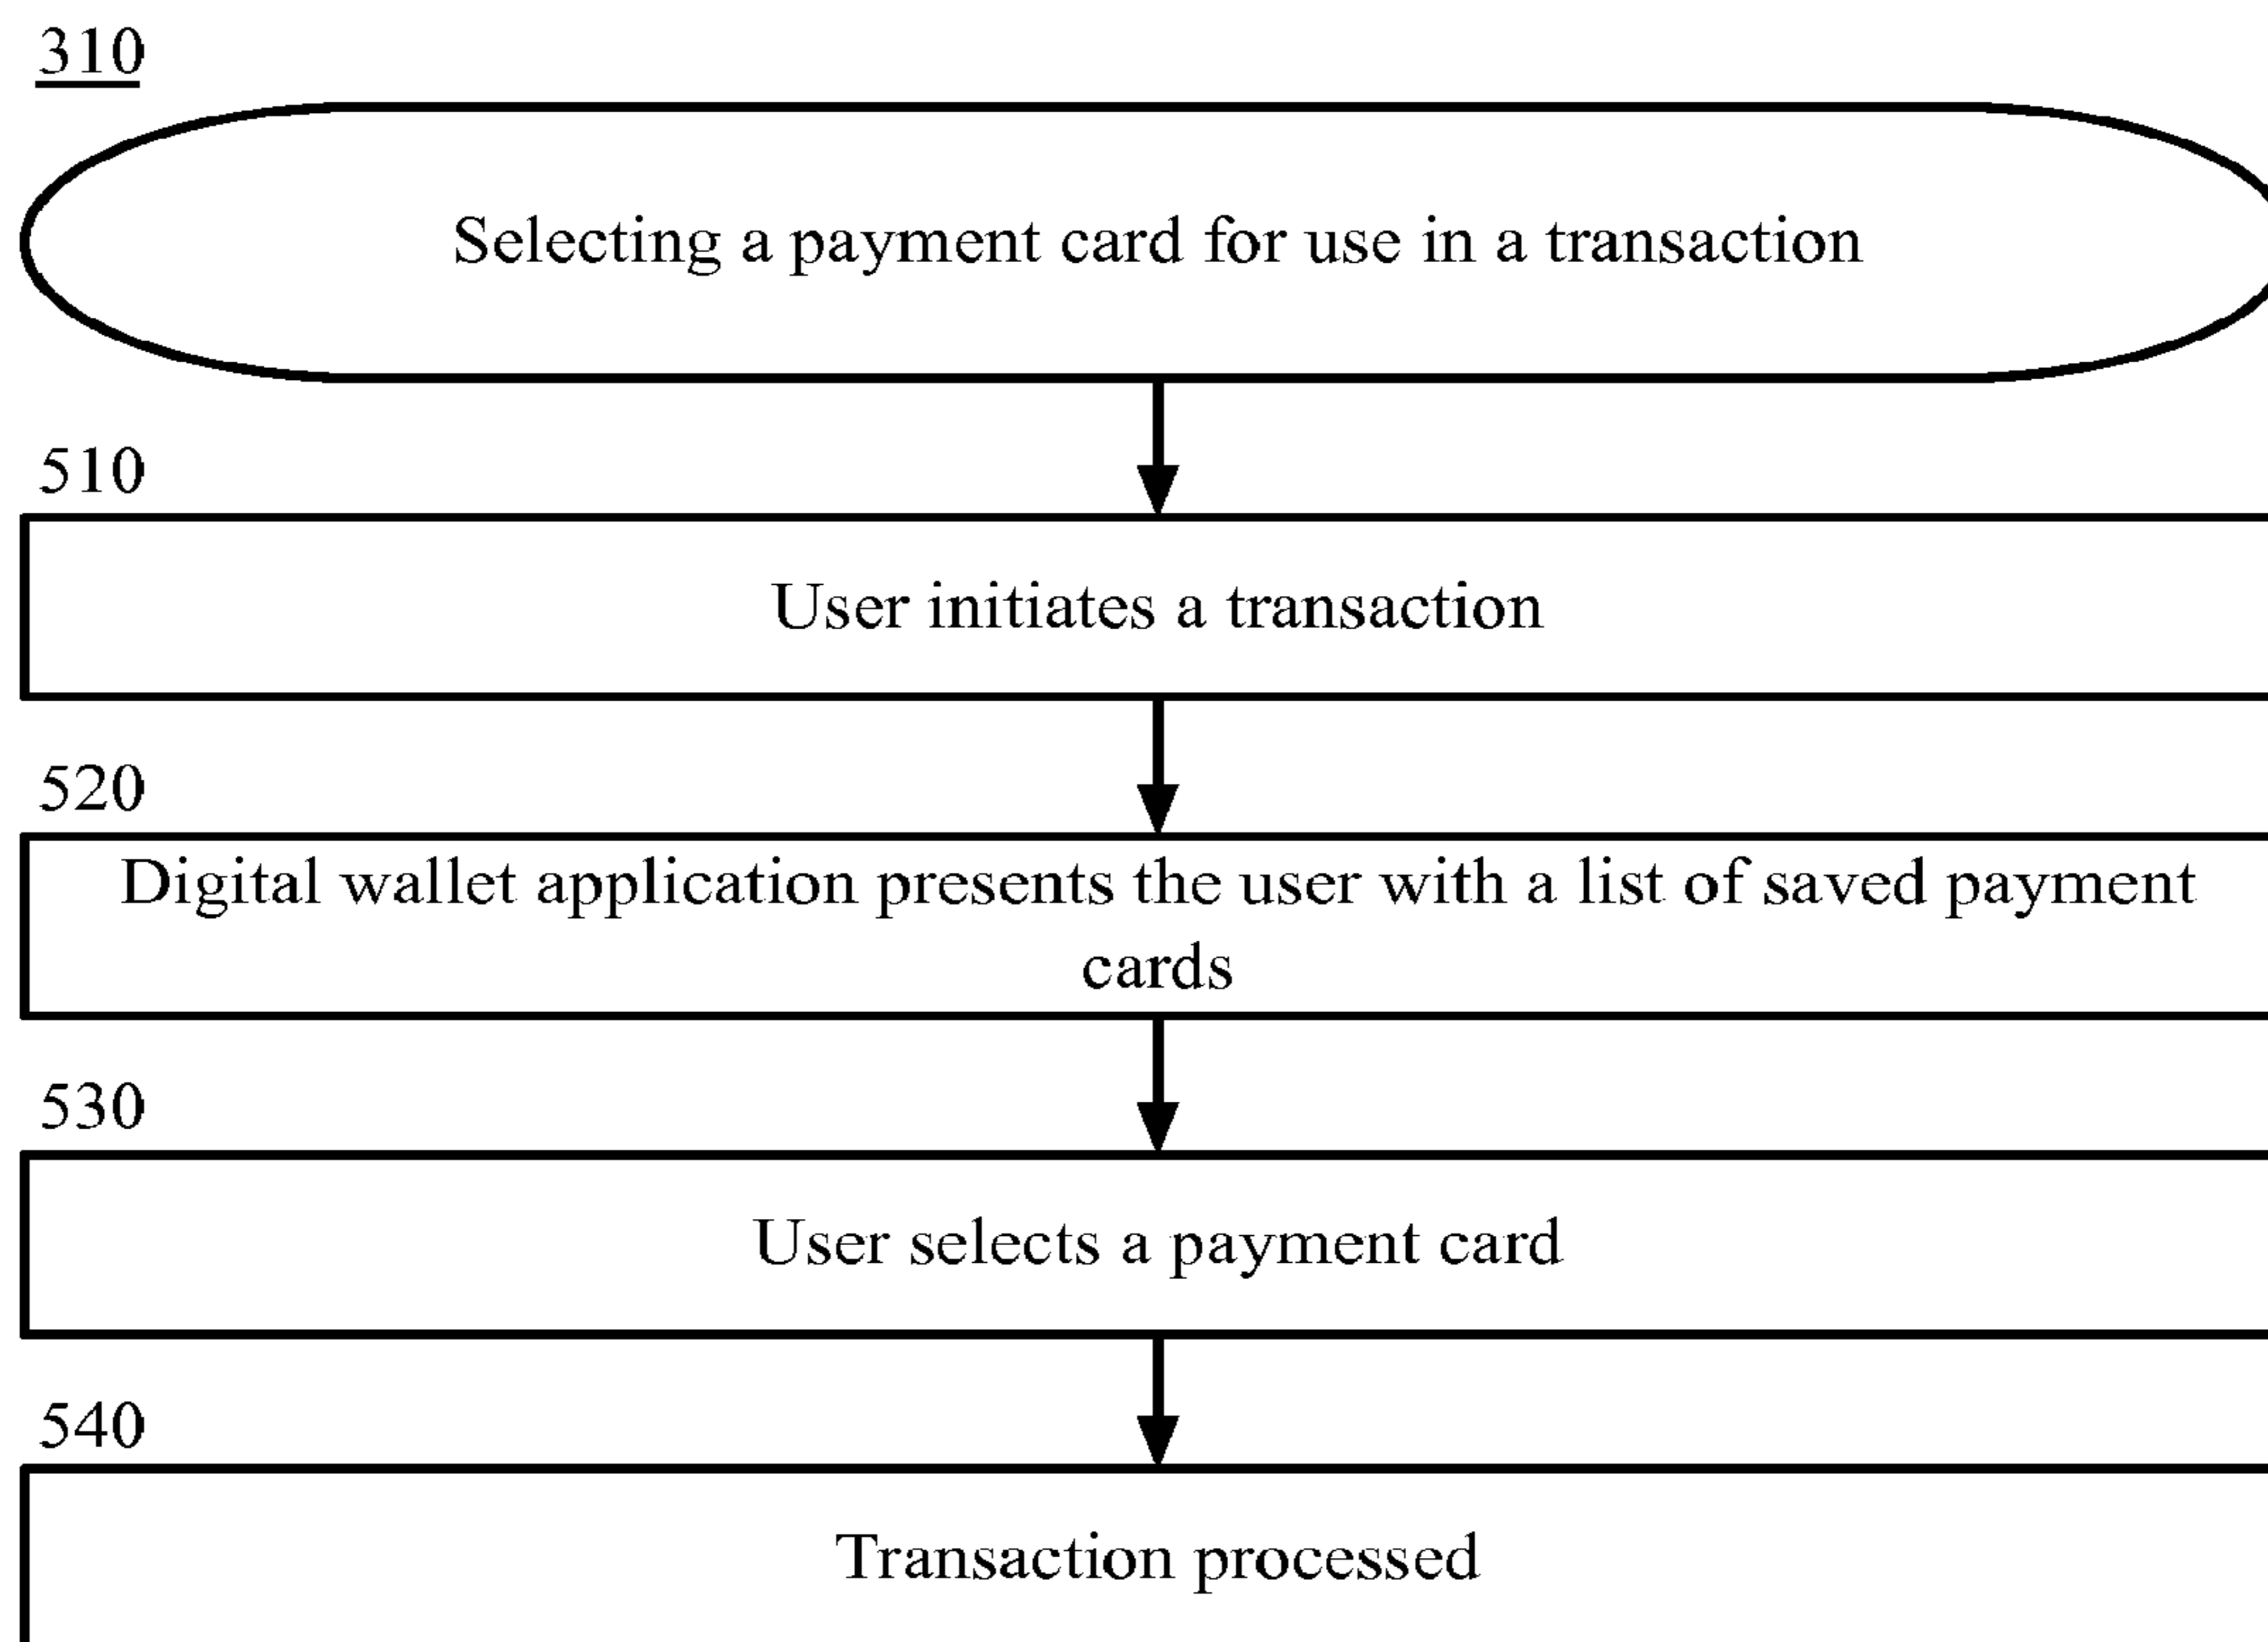 310
Selecting a payment card for use in a transaction
510
User initiates a transaction
520
Digital wallet application presents the user with a list of saved payment
cards
530
User selects a payment card
540
Transaction processed